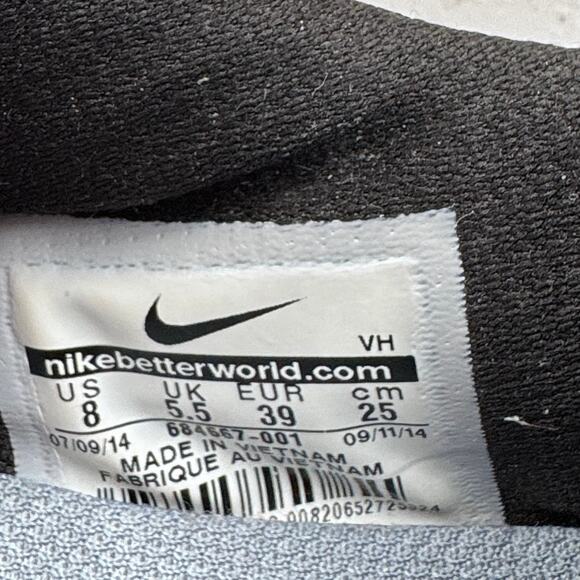 VH
nikebetterworld.com
US UK EUR cm
8 5.5 39 25
07/09/14 684667-001 09/11/14
MADE IN VIETNAM
FABRIQUE AU VIETNAM